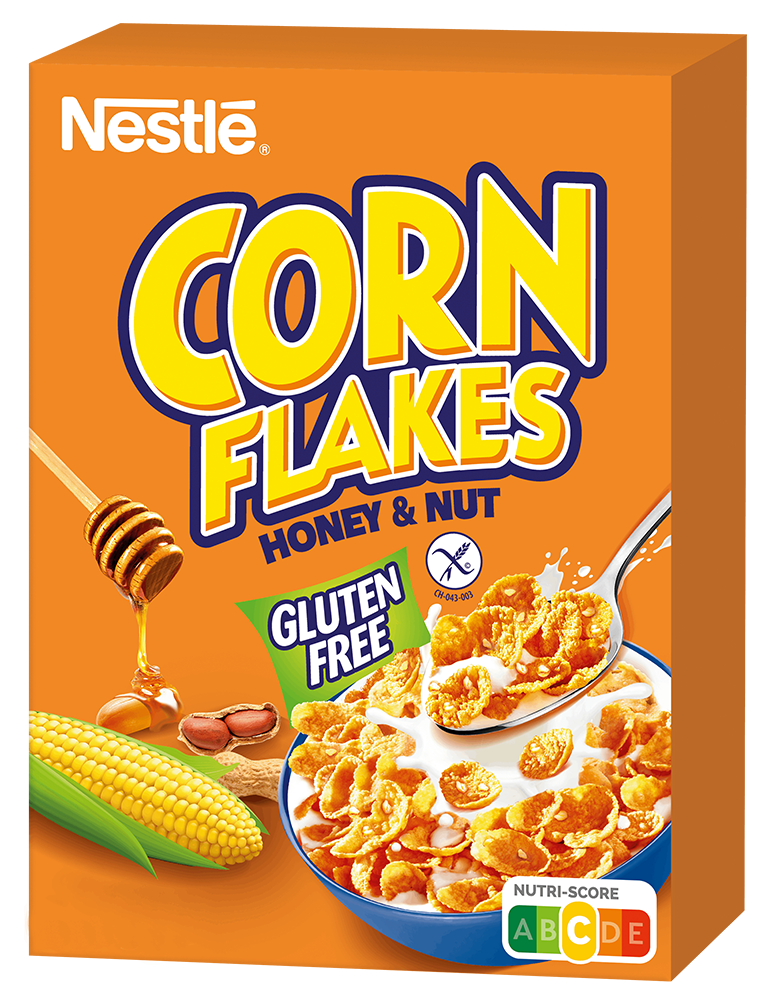 Nestlé®
CORN
FLAKES
HONEY & NUT
CH-043-003
GLUTEN
FREE
NUTRI-SCORE
A B C D E